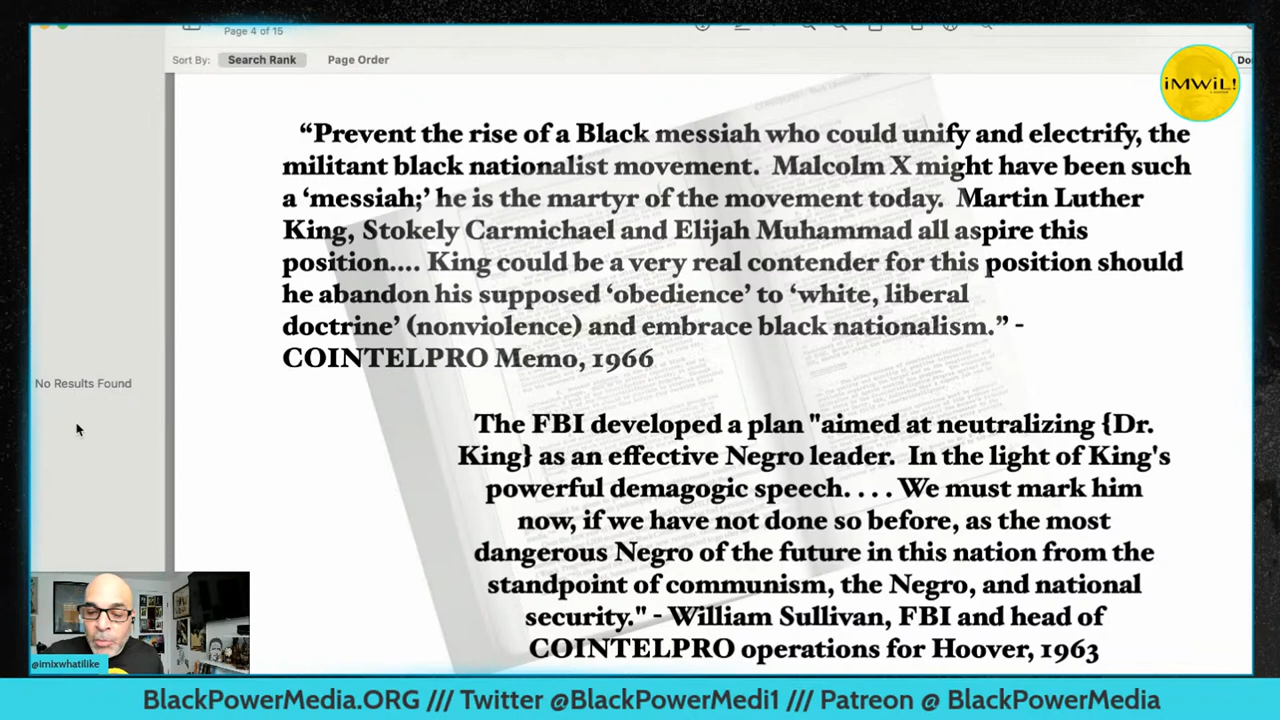 Page 4 of 15
Sort By: Search Rank Page Order
iMWiL!
“Prevent the rise of a Black messiah who could unify and electrify, the
militant black nationalist movement. Malcolm X might have been such
a ‘messiah;’ he is the martyr of the movement today. Martin Luther
King, Stokely Carmichael and Elijah Muhammad all aspire this
position.... King could be a very real contender for this position should
he abandon his supposed ‘obedience’ to ‘white, liberal
doctrine’ (nonviolence) and embrace black nationalism.” -
COINTELPRO Memo, 1966
No Results Found
The FBI developed a plan "aimed at neutralizing {Dr.
King} as an effective Negro leader. In the light of King's
powerful demagogic speech. . . . We must mark him
now, if we have not done so before, as the most
dangerous Negro of the future in this nation from the
standpoint of communism, the Negro, and national
security." - William Sullivan, FBI and head of
COINTELPRO operations for Hoover, 1963
@imixwhatilike
BlackPowerMedia.ORG /// Twitter @BlackPowerMedi1 /// Patreon @ BlackPowerMedia